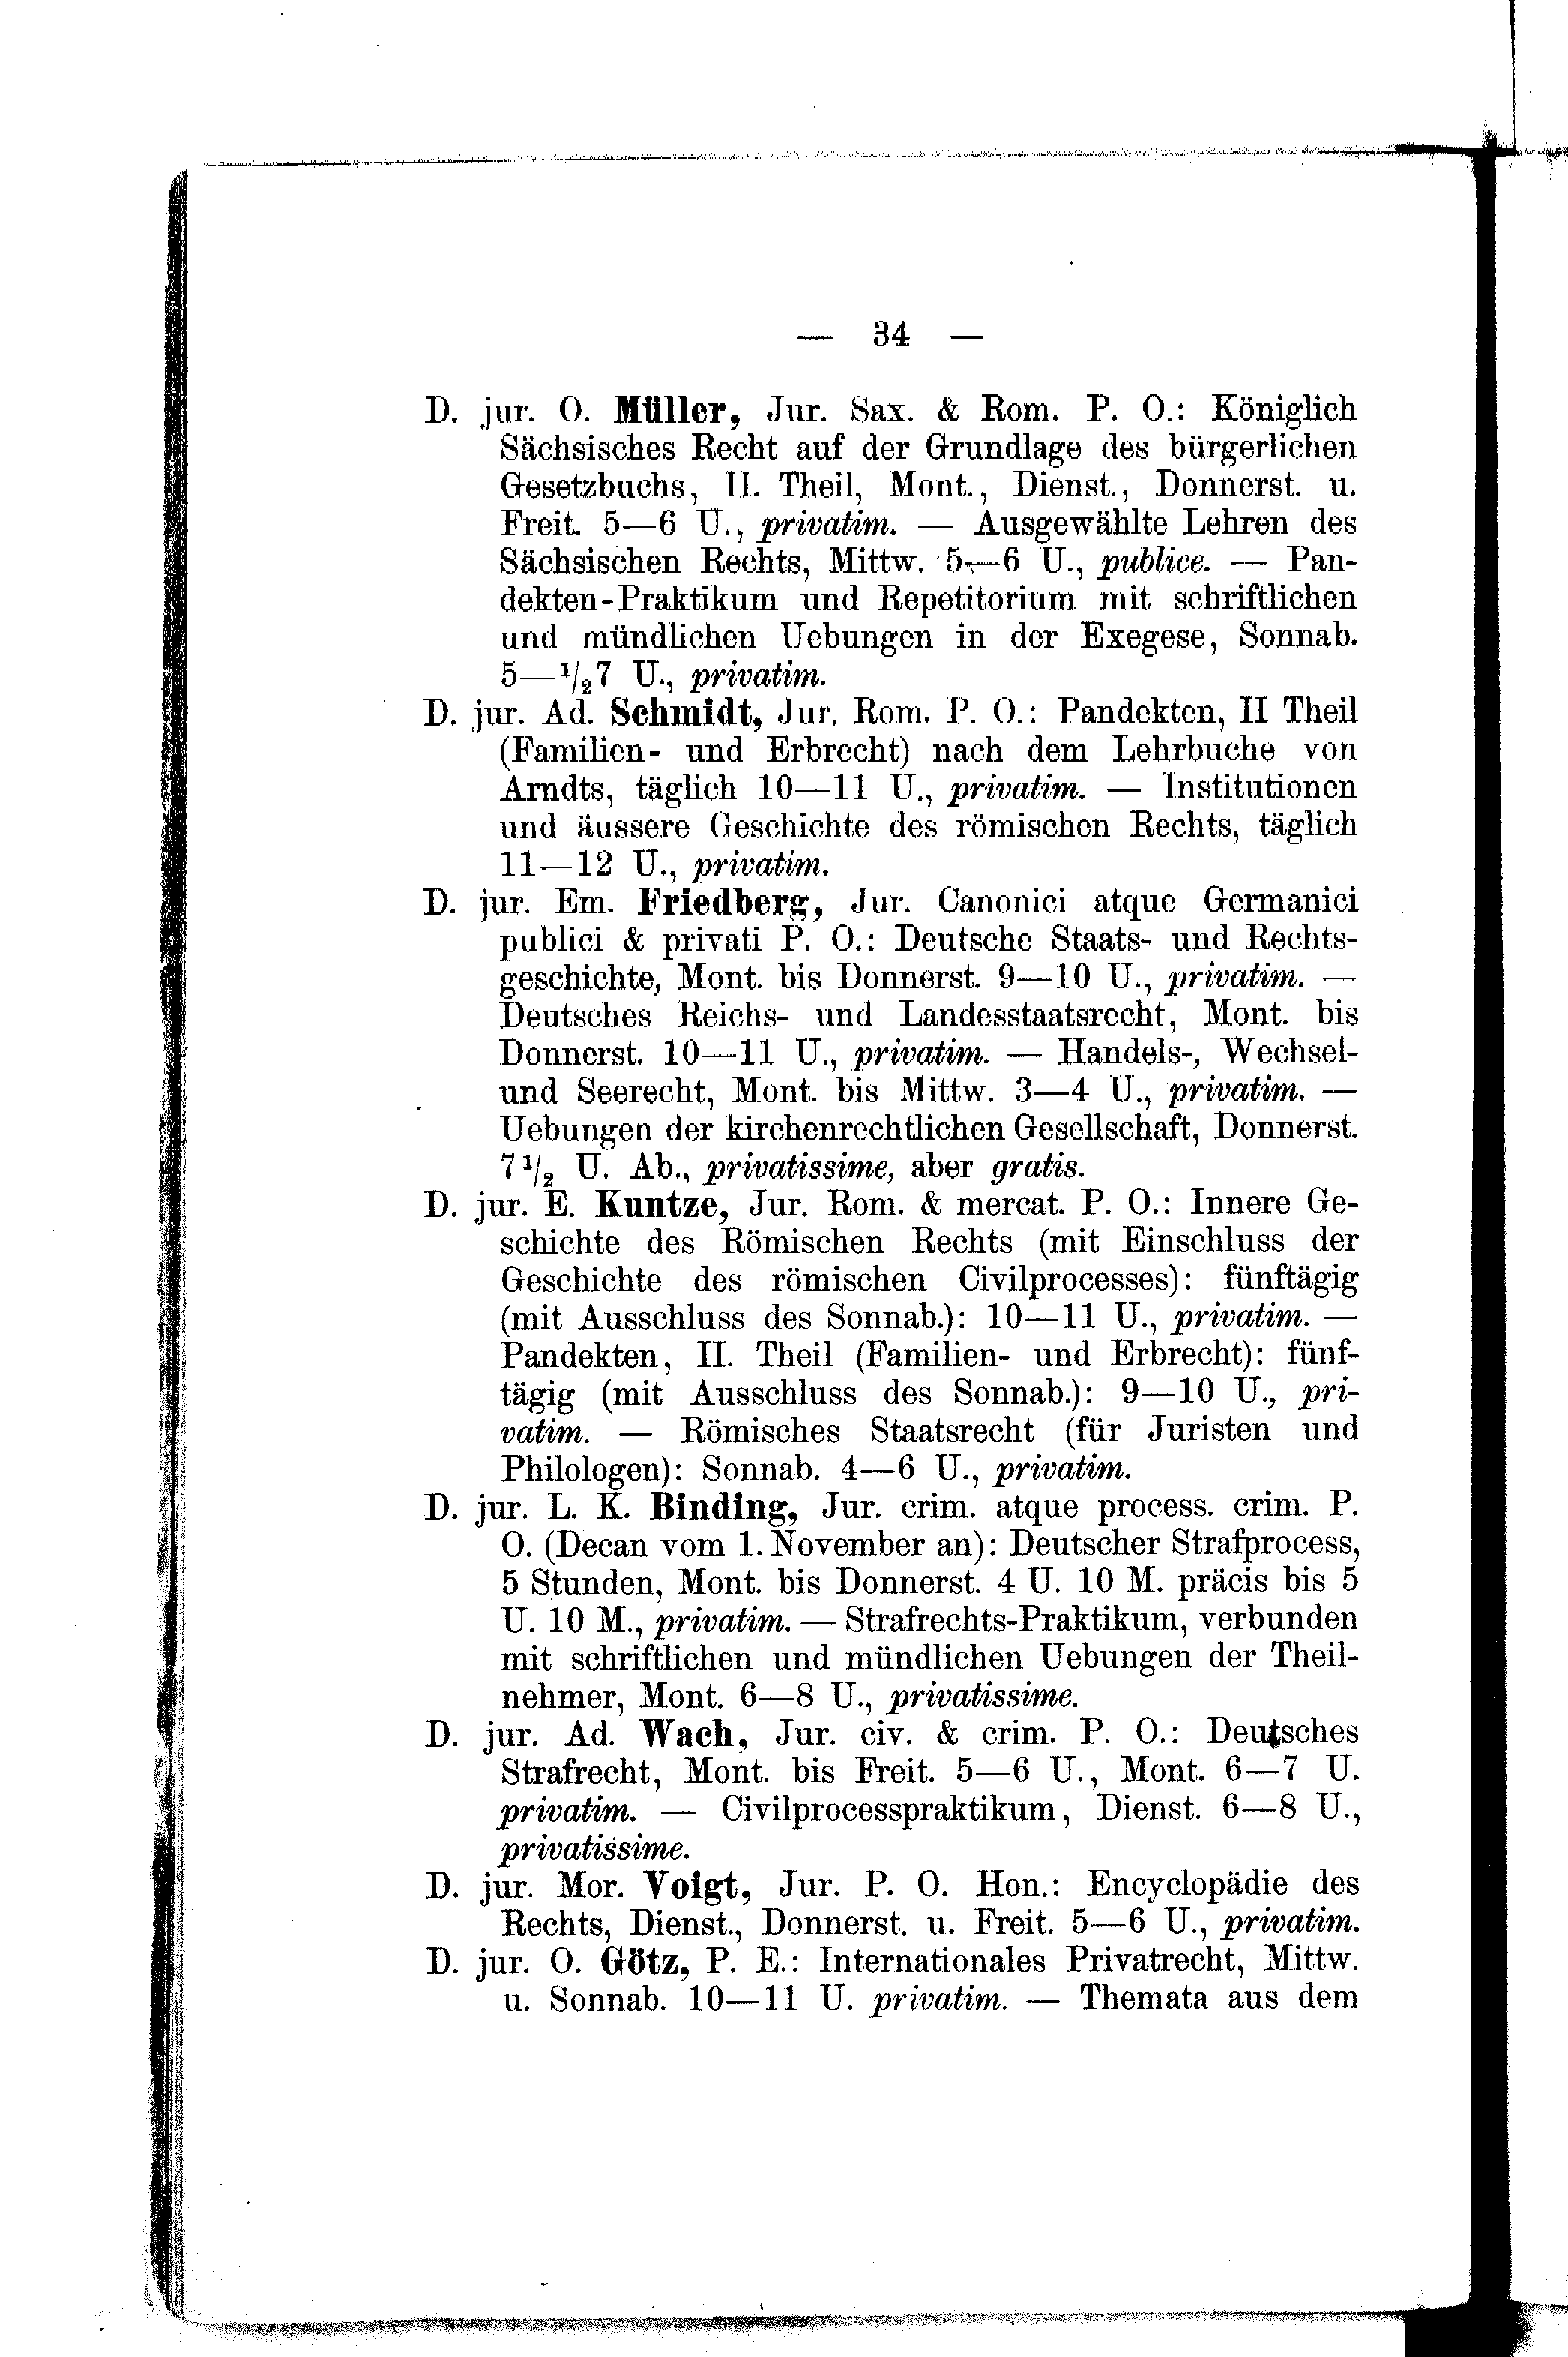 — 34 —
D. jur. O. Müller, Jur. Sax. & Rom. P. O.: Königlich
Sächsisches Recht auf der Grundlage des bürgerlichen
Gesetzbuchs, II. Theil, Mont., Dienst., Donnerst. u.
Freit. 5—6 U., privatim. — Ausgewählte Lehren des
Sächsischen Rechts, Mittw. 5—6 U., publice. — Pan-
dekten-Praktikum und Repetitorium mit schriftlichen
und mündlichen Uebungen in der Exegese, Sonnab.
5—1/27 U., privatim.
D. jur. Ad. Schmidt, Jur. Rom. P. O.: Pandekten, II Theil
(Familien- und Erbrecht) nach dem Lehrbuche von
Arndts, täglich 10—11 U., privatim. — Institutionen
und äussere Geschichte des römischen Rechts, täglich
11—12 U., privatim.
D. jur. Em. Friedberg, Jur. Canonici atque Germanici
publici & privati P. O.: Deutsche Staats- und Rechts-
geschichte, Mont. bis Donnerst. 9—10 U., privatim. —
Deutsches Reichs- und Landesstaatsrecht, Mont. bis
Donnerst. 10—11 U., privatim. — Handels-, Wechsel-
und Seerecht, Mont. bis Mittw. 3—4 U., privatim. —
Uebungen der kirchenrechtlichen Gesellschaft, Donnerst.
7 1/2 U. Ab., privatissime, aber gratis.
D. jur. E. Kuntze, Jur. Rom. & mercat. P. O.: Innere Ge-
schichte des Römischen Rechts (mit Einschluss der
Geschichte des römischen Civilprocesses): fünftägig
(mit Ausschluss des Sonnab.): 10—11 U., privatim. —
Pandekten, II. Theil (Familien- und Erbrecht): fünf-
tägig (mit Ausschluss des Sonnab.): 9—10 U., pri-
vatim. — Römisches Staatsrecht (für Juristen und
Philologen): Sonnab. 4—6 U., privatim.
D. jur. L. K. Binding, Jur. crim. atque process. crim. P.
O. (Decan vom 1. November an): Deutscher Strafprocess,
5 Stunden, Mont. bis Donnerst. 4 U. 10 M. präcis bis 5
U. 10 M., privatim. — Strafrechts-Praktikum, verbunden
mit schriftlichen und mündlichen Uebungen der Theil-
nehmer, Mont. 6—8 U., privatissime.
D. jur. Ad. Wach, Jur. civ. & crim. P. O.: Deutsches
Strafrecht, Mont. bis Freit. 5—6 U., Mont. 6—7 U.
privatim. — Civilprocesspraktikum, Dienst. 6—8 U.,
privatissime.
D. jur. Mor. Voigt, Jur. P. O. Hon.: Encyclopädie des
Rechts, Dienst., Donnerst. u. Freit. 5—6 U., privatim.
D. jur. O. Götz, P. E.: Internationales Privatrecht, Mittw.
u. Sonnab. 10—11 U. privatim. — Themata aus dem